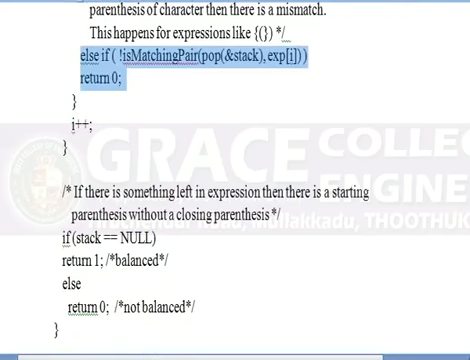 parenthesis of character then there is a mismatch.
This happens for expressions like {(}) */
else if ( !isMatchingPair(pop(&stack), exp[i]))
return 0;
}
i++;
}
GRACE COLLEG
ENGINE
Mullakkadu, THOOTHUK
/* If there is something left in expression then there is a starting
parenthesis without a closing parenthesis */
if (stack == NULL)
return 1; /*balanced*/
else
return 0; /*not balanced*/
}